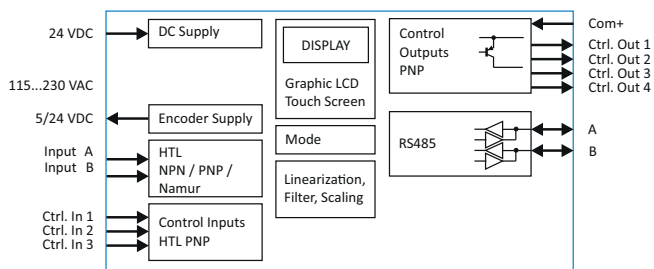 24 VDC
DC Supply
115...230 VAC
5/24 VDC
Encoder Supply
Input A
Input B
HTL
NPN / PNP /
Namur
Ctrl. In 1
Ctrl. In 2
Ctrl. In 3
Control Inputs
HTL PNP
DISPLAY
Graphic LCD
Touch Screen
Mode
Linearization,
Filter, Scaling
Control
Outputs
PNP
Com+
Ctrl. Out 1
Ctrl. Out 2
Ctrl. Out 3
Ctrl. Out 4
RS485
A
B